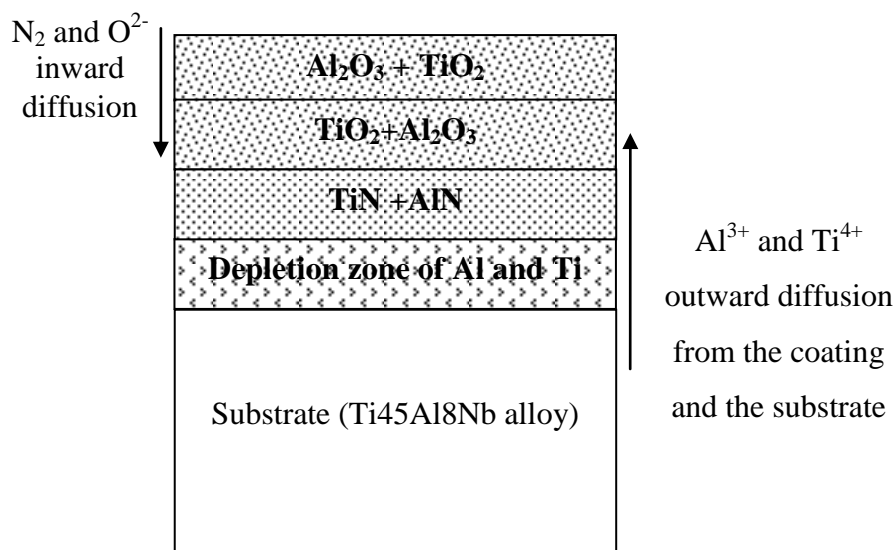 N₂ and O²⁻
inward
diffusion
Al₂O₃ + TiO₂
TiO₂+Al₂O₃
TiN +AlN
Depletion zone of Al and Ti
Substrate (Ti45Al8Nb alloy)
Al³⁺ and Ti⁴⁺
outward diffusion
from the coating
and the substrate